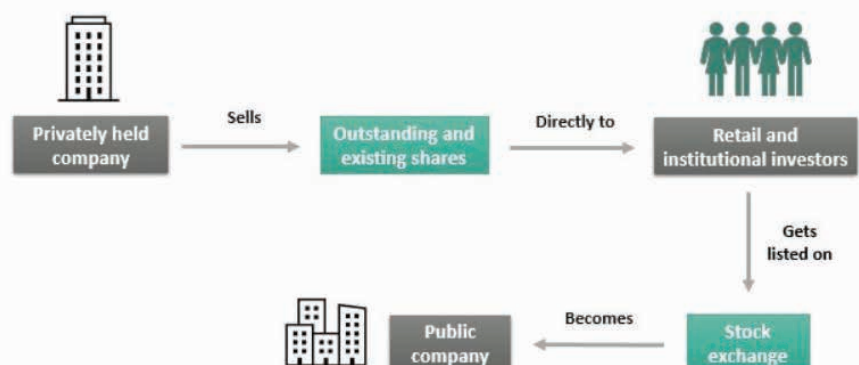 Privately held
company
Sells
Outstanding and
existing shares
Directly to
Retail and
institutional investors
Gets
listed on
Becomes
Public
company
Stock
exchange